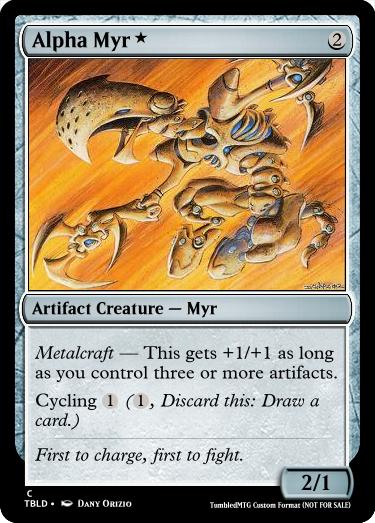 Alpha Myr ★ 2
Artifact Creature — Myr
Metalcraft — This gets +1/+1 as long
as you control three or more artifacts.
Cycling 1 (1, Discard this: Draw a
card.)
First to charge, first to fight.
2/1
C
TBLD • DANY ORIZIO
TumbledMTG Custom Format (NOT FOR SALE)